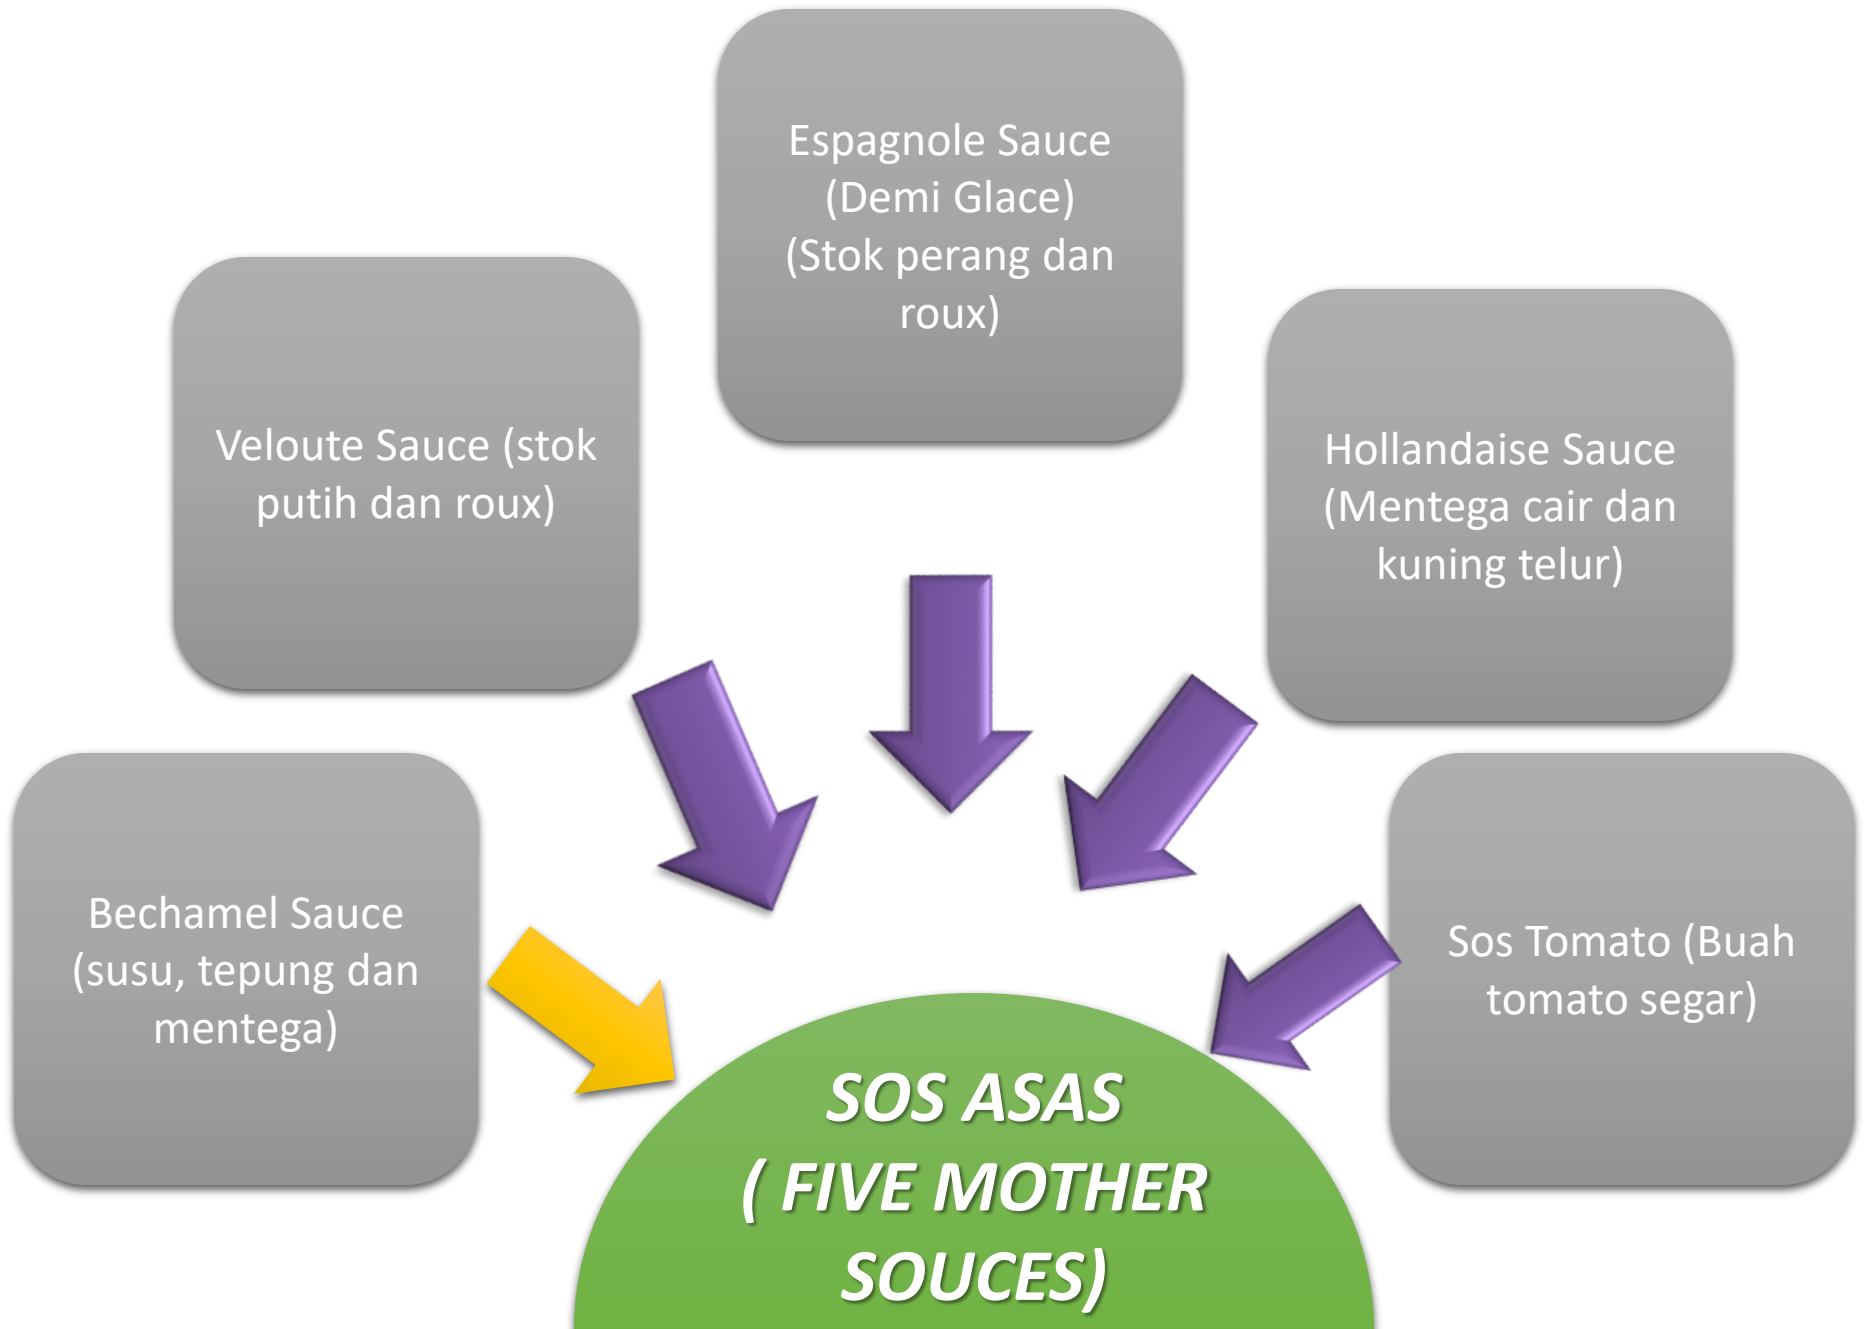 Espagnole Sauce
(Demi Glace)
(Stok perang dan
roux)
Veloute Sauce (stok
putih dan roux)
Hollandaise Sauce
(Mentega cair dan
kuning telur)
Bechamel Sauce
(susu, tepung dan
mentega)
Sos Tomato (Buah
tomato segar)
SOS ASAS
( FIVE MOTHER
SOUCES)